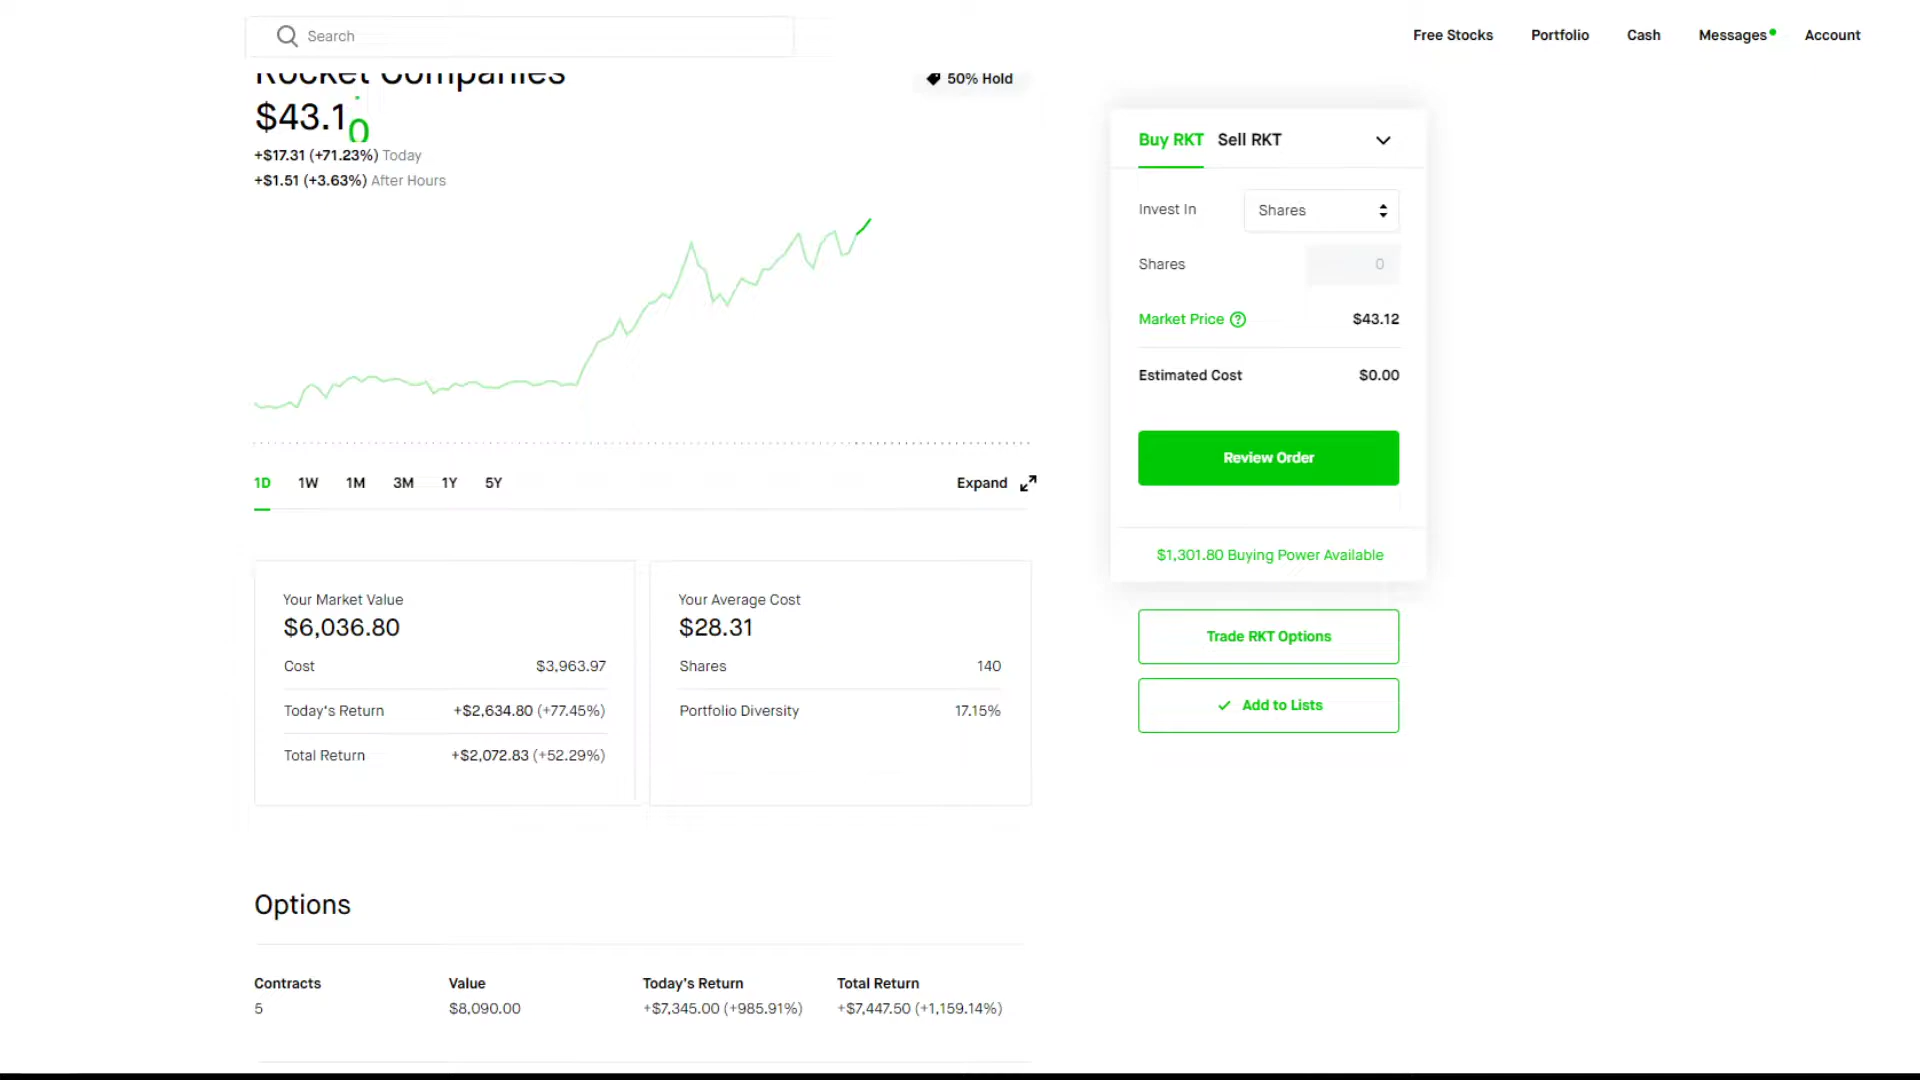 Search
Free Stocks
Portfolio
Cash
Messages
Account
Rocket Companies
50% Hold
$43.10
+$17.31 (+71.23%) Today
+$1.51 (+3.63%) After Hours
1D
1W
1M
3M
1Y
5Y
Expand
Buy RKT
Sell RKT
Invest In
Shares
Shares
0
Market Price
$43.12
Estimated Cost
$0.00
Review Order
$1,301.80 Buying Power Available
Trade RKT Options
Add to Lists
Your Market Value
$6,036.80
Cost
$3,963.97
Today's Return
+$2,634.80 (+77.45%)
Total Return
+$2,072.83 (+52.29%)
Your Average Cost
$28.31
Shares
140
Portfolio Diversity
17.15%
Options
Contracts
Value
Today's Return
Total Return
5
$8,090.00
+$7,345.00 (+985.91%)
+$7,447.50 (+1,159.14%)